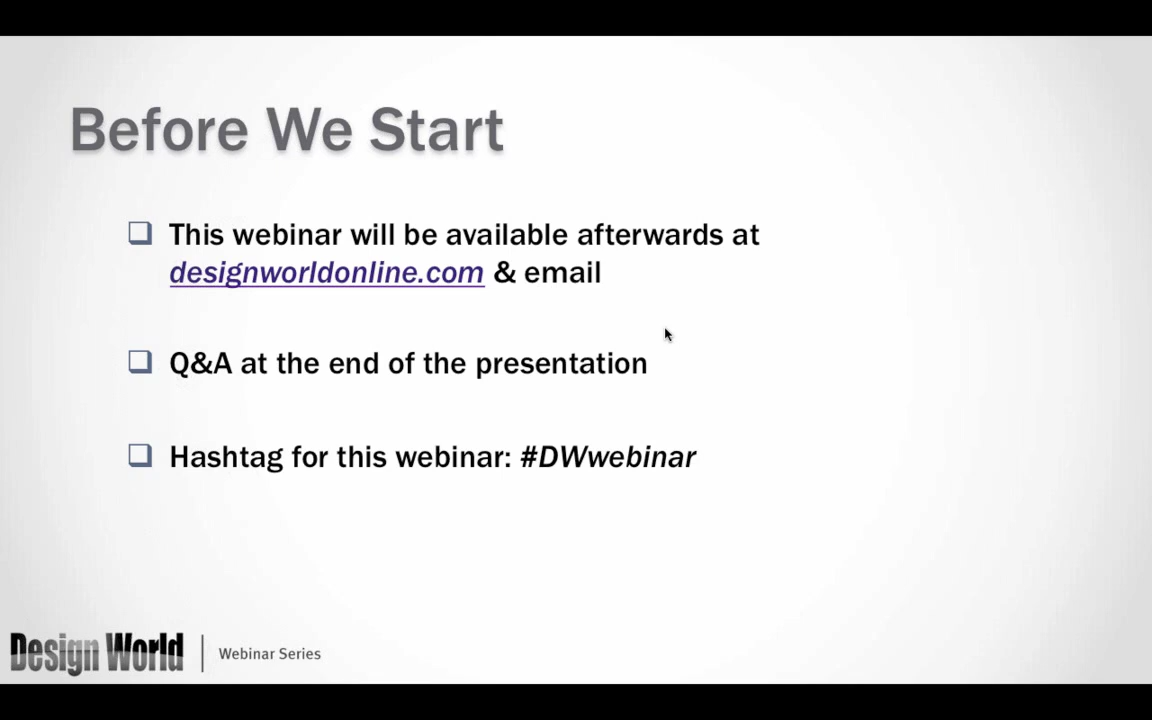 Before We Start
This webinar will be available afterwards at
designworldonline.com & email
Q&A at the end of the presentation
Hashtag for this webinar: #DWwebinar
Design World
Webinar Series